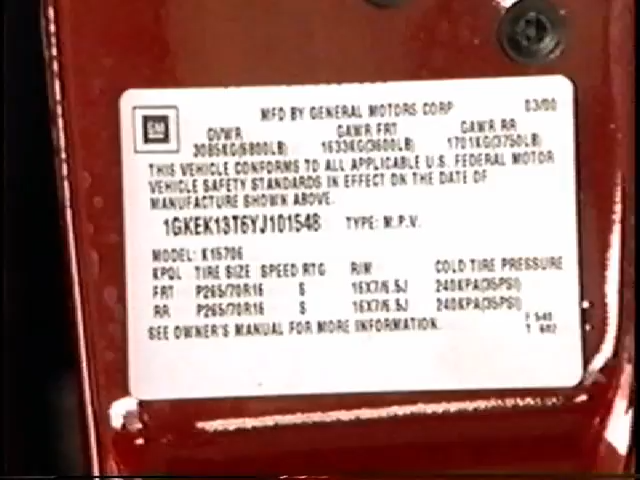 MFD BY GENERAL MOTORS CORP 03/00
GM
GVWR GAWR FRT GAWR RR
3085KG(6800LB) 1633KG(3600LB) 1701KG(3750LB)
THIS VEHICLE CONFORMS TO ALL APPLICABLE U.S. FEDERAL MOTOR
VEHICLE SAFETY STANDARDS IN EFFECT ON THE DATE OF
MANUFACTURE SHOWN ABOVE.
1GKEK13T6YJ101548 TYPE: M.P.V.
MODEL: K15706
TIRE SIZE SPEED RTG RIM COLD TIRE PRESSURE
FRT P265/70R16 S 16X7/6.5J 240KPA(35PSI)
RR P265/70R16 S 16X7/6.5J 240KPA(35PSI)
SEE OWNER'S MANUAL FOR MORE INFORMATION.